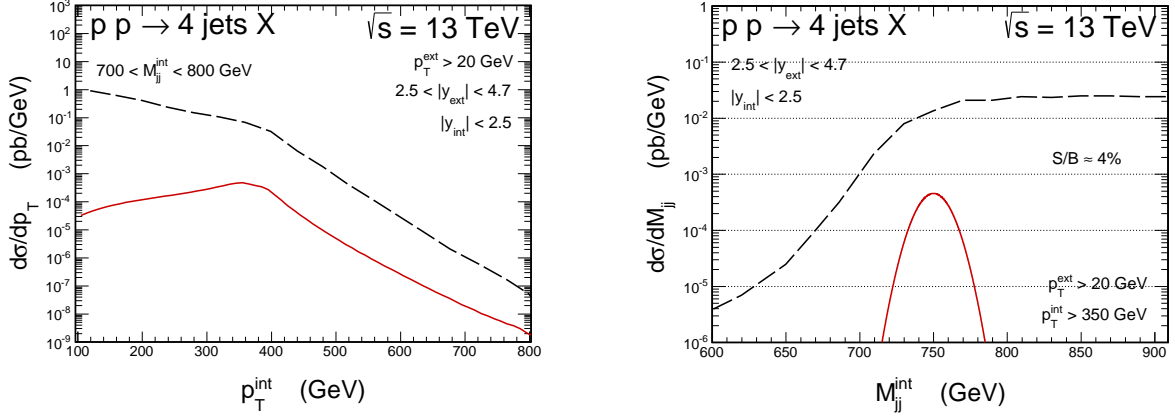 p p → 4 jets X
√s = 13 TeV
700 < M_jj^int < 800 GeV
p_T^ext > 20 GeV
2.5 < |y_ext| < 4.7
|y_int| < 2.5
dσ/dp_T (pb/GeV)
10^3
10^2
10
1
10^-1
10^-2
10^-3
10^-4
10^-5
10^-6
10^-7
10^-8
10^-9
100 200 300 400 500 600 700 800
p_T^int (GeV)
p p → 4 jets X
√s = 13 TeV
2.5 < |y_ext| < 4.7
|y_int| < 2.5
S/B ≈ 4%
p_T^ext > 20 GeV
p_T^int > 350 GeV
dσ/dM_jj (pb/GeV)
1
10^-1
10^-2
10^-3
10^-4
10^-5
10^-6
600 650 700 750 800 850 900
M_jj^int (GeV)